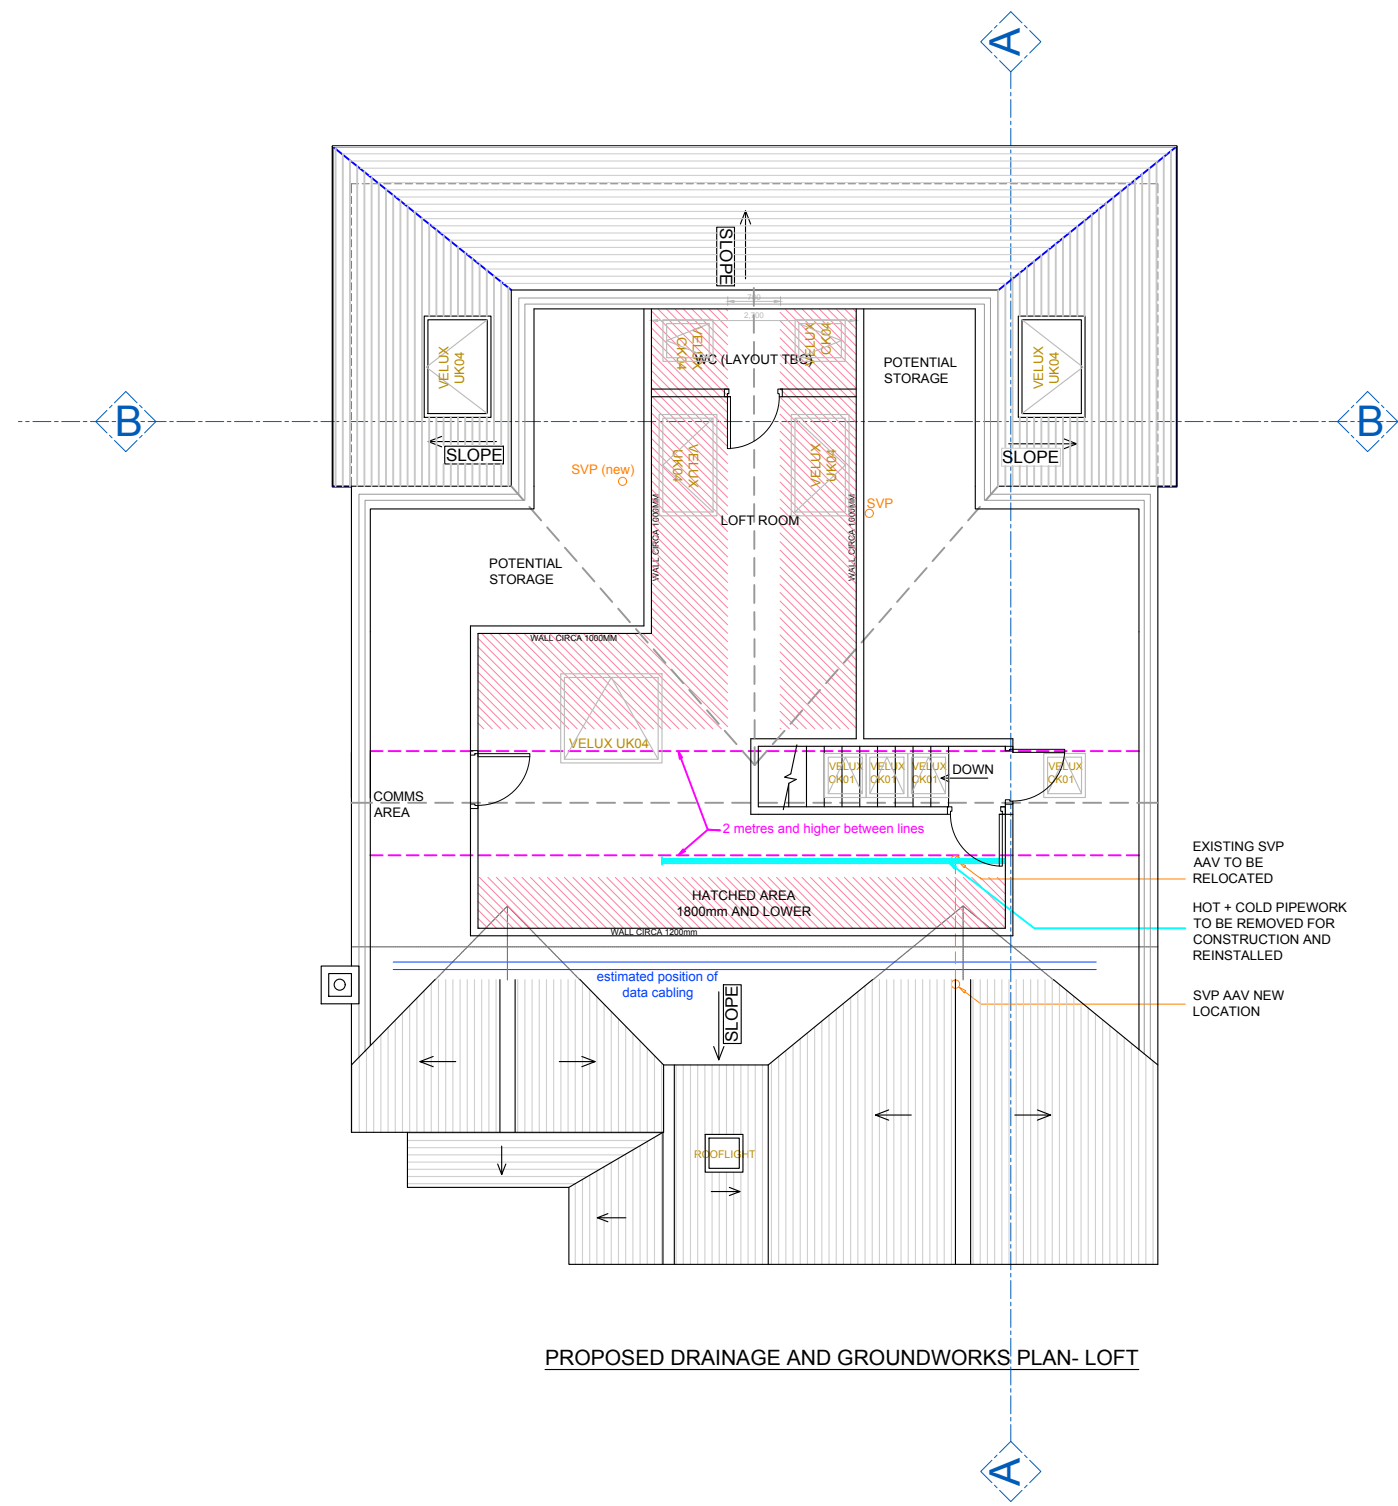 A
SLOPE
700
2,700
VELUX
CK04
VELUX
CK04
WC (LAYOUT TBC)
POTENTIAL
STORAGE
VELUX
UK04
VELUX
UK04
B
B
SLOPE
SLOPE
VELUX
UK04
VELUX
UK04
SVP (new)
SVP
LOFT ROOM
WALL CIRCA 1000MM
WALL CIRCA 1000MM
POTENTIAL
STORAGE
WALL CIRCA 1000MM
VELUX UK04
VELUX
CK01
VELUX
CK01
VELUX
CK01
DOWN
VELUX
CK01
COMMS
AREA
2 metres and higher between lines
EXISTING SVP
AAV TO BE
RELOCATED
HATCHED AREA
1800mm AND LOWER
HOT + COLD PIPEWORK
TO BE REMOVED FOR
CONSTRUCTION AND
REINSTALLED
WALL CIRCA 1200mm
estimated position of
data cabling
SLOPE
SVP AAV NEW
LOCATION
ROOFLIGHT
PROPOSED DRAINAGE AND GROUNDWORKS PLAN- LOFT
A